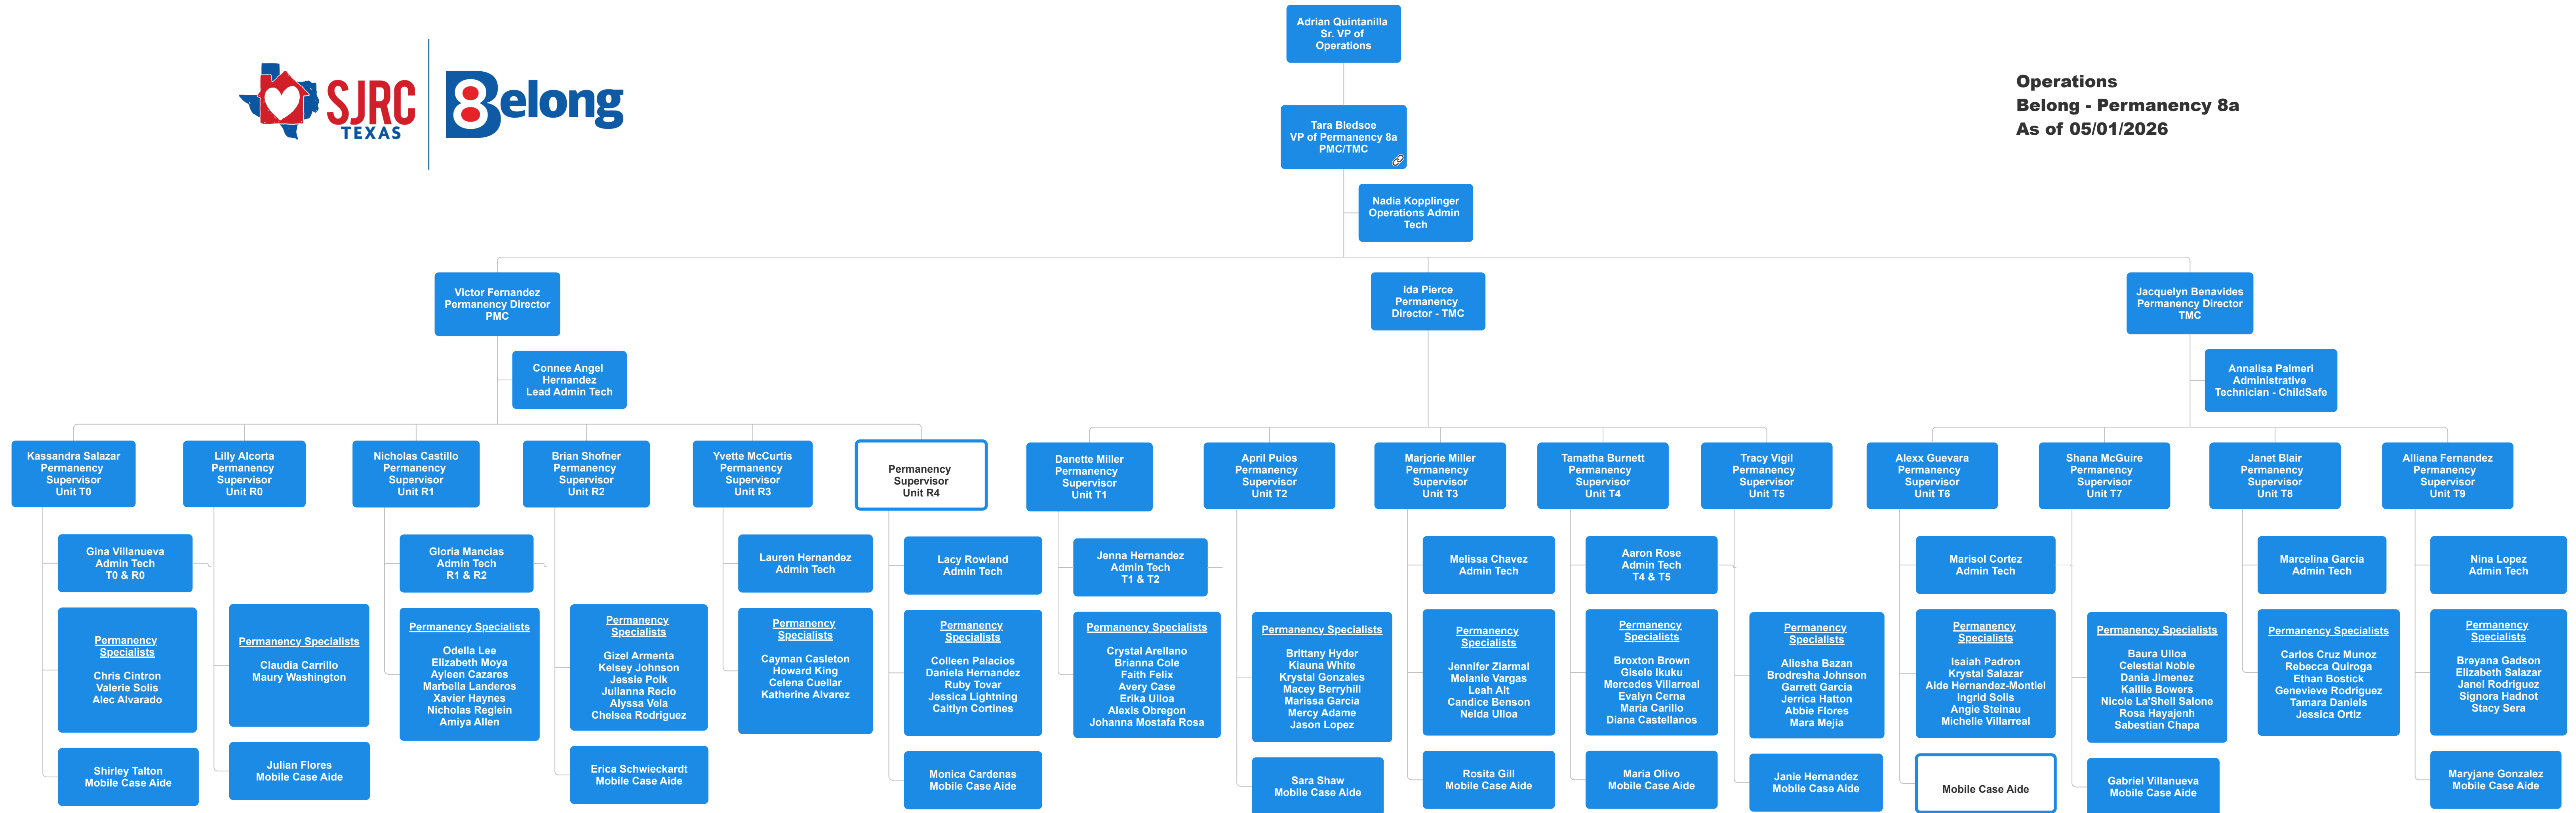 SJRC
TEXAS
Belong
Operations
Belong - Permanency 8a
As of 05/01/2026
Adrian Quintanilla
Sr. VP of
Operations
Tara Bledsoe
VP of Permanency 8a
PMC/TMC
Nadia Kopplinger
Operations Admin
Tech
Victor Fernandez
Permanency Director
PMC
Ida Pierce
Permanency
Director - TMC
Jacquelyn Benavides
Permanency Director
TMC
Connee Angel
Hernandez
Lead Admin Tech
Annalisa Palmeri
Administrative
Technician - ChildSafe
Kassandra Salazar
Permanency
Supervisor
Unit T0
Lilly Alcorta
Permanency
Supervisor
Unit R0
Nicholas Castillo
Permanency
Supervisor
Unit R1
Brian Shofner
Permanency
Supervisor
Unit R2
Yvette McCurtis
Permanency
Supervisor
Unit R3
Permanency
Supervisor
Unit R4
Danette Miller
Permanency
Supervisor
Unit T1
April Pulos
Permanency
Supervisor
Unit T2
Marjorie Miller
Permanency
Supervisor
Unit T3
Tamatha Burnett
Permanency
Supervisor
Unit T4
Tracy Vigil
Permanency
Supervisor
Unit T5
Alexx Guevara
Permanency
Supervisor
Unit T6
Shana McGuire
Permanency
Supervisor
Unit T7
Janet Blair
Permanency
Supervisor
Unit T8
Alliana Fernandez
Permanency
Supervisor
Unit T9
Gina Villanueva
Admin Tech
T0 & R0
Gloria Mancias
Admin Tech
R1 & R2
Lauren Hernandez
Admin Tech
Lacy Rowland
Admin Tech
Jenna Hernandez
Admin Tech
T1 & T2
Melissa Chavez
Admin Tech
Aaron Rose
Admin Tech
T4 & T5
Marisol Cortez
Admin Tech
Marcelina Garcia
Admin Tech
Nina Lopez
Admin Tech
Permanency
Specialists
Chris Cintron
Valerie Solis
Alec Alvarado
Permanency Specialists
Claudia Carrillo
Maury Washington
Permanency Specialists
Odella Lee
Elizabeth Moya
Ayleen Cazares
Marbella Landeros
Xavier Haynes
Nicholas Reglein
Amiya Allen
Permanency
Specialists
Gizel Armenta
Kelsey Johnson
Jessie Polk
Julianna Recio
Alyssa Vela
Chelsea Rodriguez
Permanency
Specialists
Cayman Casleton
Howard King
Celena Cuellar
Katherine Alvarez
Permanency
Specialists
Colleen Palacios
Daniela Hernandez
Ruby Tovar
Jessica Lightning
Caitlyn Cortines
Permanency Specialists
Crystal Arellano
Brianna Cole
Faith Felix
Avery Case
Erika Ulloa
Alexis Obregon
Johanna Mostafa Rosa
Permanency Specialists
Brittany Hyder
Kiauna White
Krystal Gonzales
Macey Berryhill
Marissa Garcia
Mercy Adame
Jason Lopez
Permanency
Specialists
Jennifer Ziarmal
Melanie Vargas
Leah Alt
Candice Benson
Nelda Ulloa
Permanency
Specialists
Broxton Brown
Gisele Ikuku
Mercedes Villarreal
Evalyn Cerna
Maria Carillo
Diana Castellanos
Permanency
Specialists
Aliesha Bazan
Brodresha Johnson
Garrett Garcia
Jerrica Hatton
Abbie Flores
Mara Mejia
Permanency
Specialists
Isaiah Padron
Krystal Salazar
Aide Hernandez-Montiel
Ingrid Solis
Angie Steinau
Michelle Villarreal
Permanency Specialists
Baura Ulloa
Celestial Noble
Dania Jimenez
Kaillie Bowers
Nicole La'Shell Salone
Rosa Hayajenh
Sabestian Chapa
Permanency Specialists
Carlos Cruz Munoz
Rebecca Quiroga
Ethan Bostick
Genevieve Rodriguez
Tamara Daniels
Jessica Ortiz
Permanency
Specialists
Breyana Gadson
Elizabeth Salazar
Janel Rodriguez
Signora Hadnot
Stacy Sera
Shirley Talton
Mobile Case Aide
Julian Flores
Mobile Case Aide
Erica Schwieckardt
Mobile Case Aide
Monica Cardenas
Mobile Case Aide
Sara Shaw
Mobile Case Aide
Rosita Gill
Mobile Case Aide
Maria Olivo
Mobile Case Aide
Janie Hernandez
Mobile Case Aide
Mobile Case Aide
Gabriel Villanueva
Mobile Case Aide
Maryjane Gonzalez
Mobile Case Aide